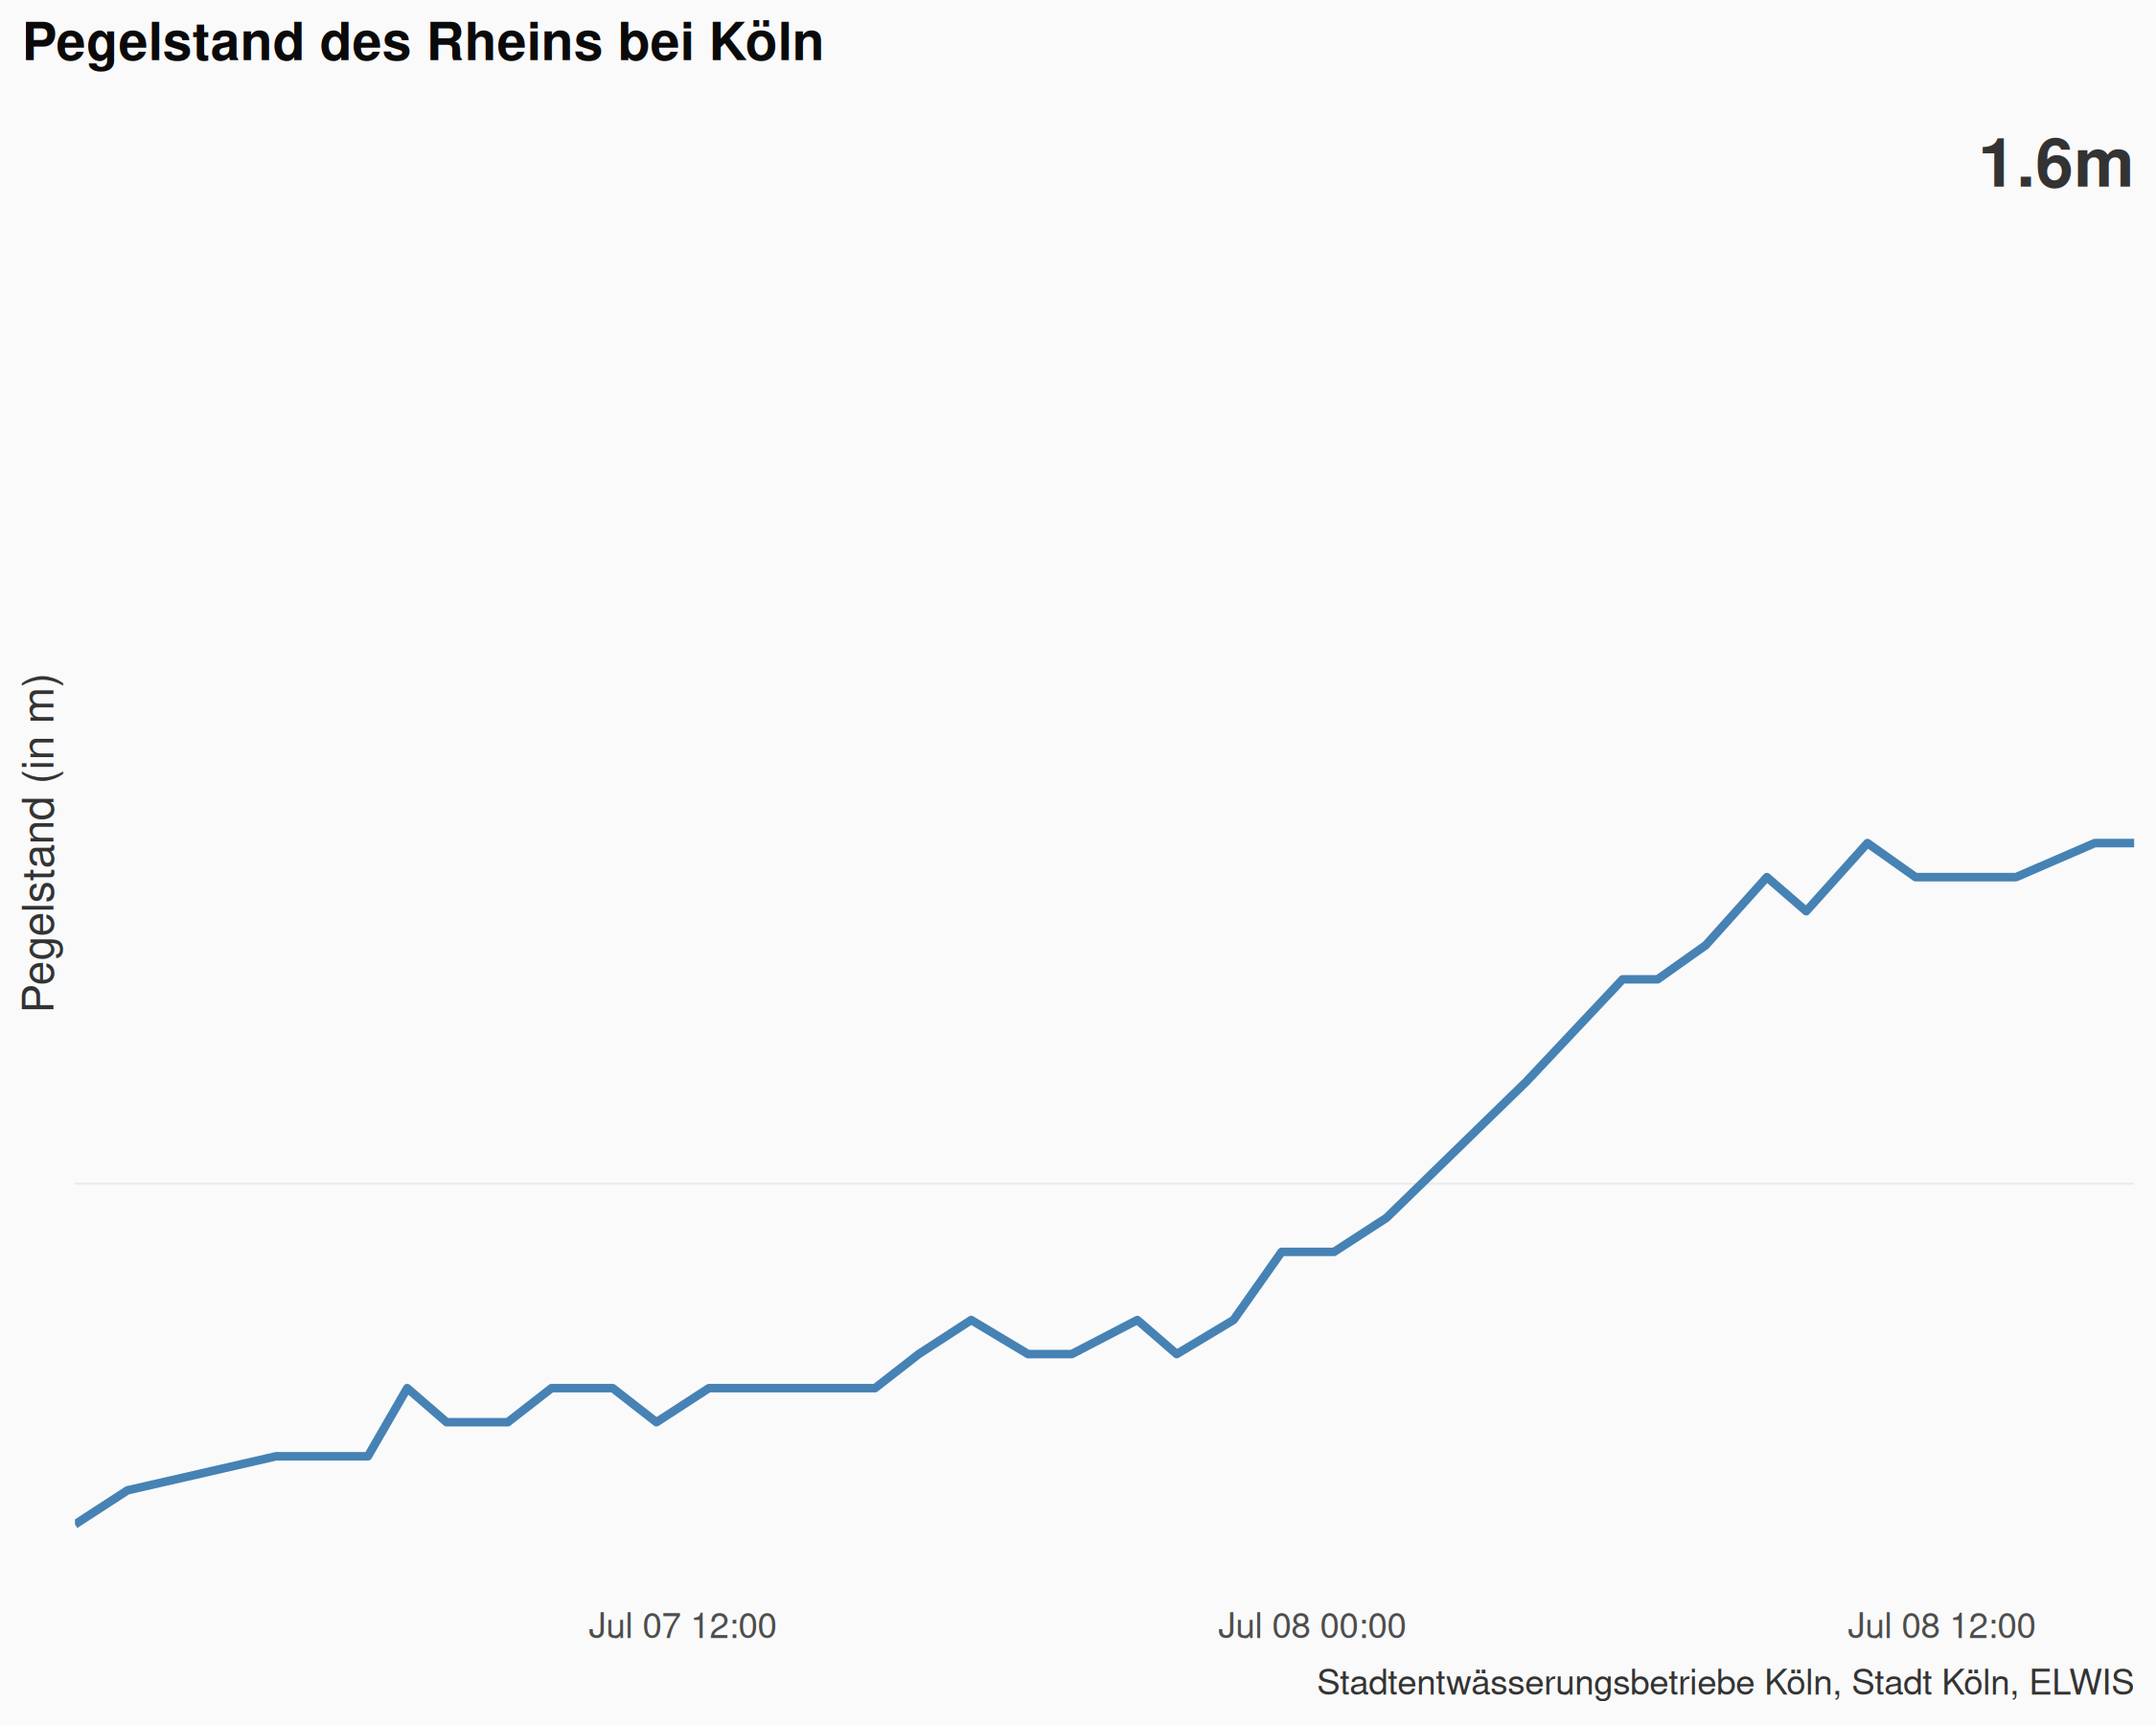 Pegelstand des Rheins bei Köln
1.6m
Pegelstand (in m)
Jul 07 12:00
Jul 08 00:00
Jul 08 12:00
Stadtentwässerungsbetriebe Köln, Stadt Köln, ELWIS